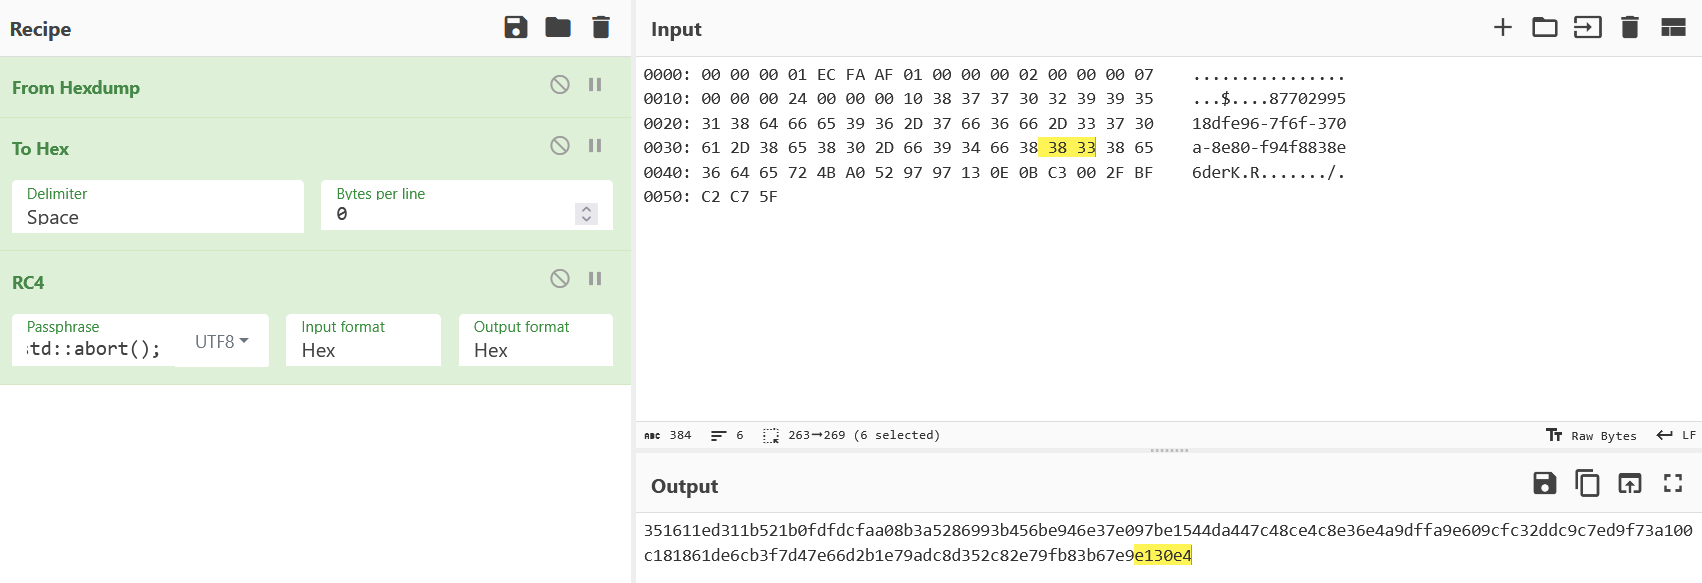 Recipe
From Hexdump
To Hex
Delimiter
Space
Bytes per line
0
RC4
Passphrase
td::abort();
UTF8
Input format
Hex
Output format
Hex
Input
0000: 00 00 00 01 EC FA AF 01 00 00 00 02 00 00 00 07    ................
0010: 00 00 00 24 00 00 00 10 38 37 37 30 32 39 39 35    ...$....87702995
0020: 31 38 64 66 65 39 36 2D 37 66 36 66 2D 33 37 30    18dfe96-7f6f-370
0030: 61 2D 38 65 38 30 2D 66 39 34 66 38 38 33 38 65    a-8e80-f94f8838e
0040: 36 64 65 72 4B A0 52 97 97 13 0E 0B C3 00 2F BF    6derK.R......./.
0050: C2 C7 5F
ABC 384 6 263→269 (6 selected)
Raw Bytes LF
Output
351611ed311b521b0fdfdcfaa08b3a5286993b456be946e37e097be1544da447c48ce4c8e36e4a9dffa9e609cfc32ddc9c7ed9f73a100
c181861de6cb3f7d47e66d2b1e79adc8d352c82e79fb83b67e9e130e4